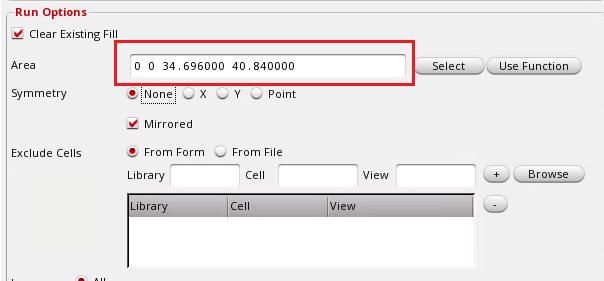 Run Options
Clear Existing Fill
Area 0 0 34.696000 40.840000 Select Use Function
Symmetry None X Y Point
Mirrored
Exclude Cells From Form From File
Library Cell View + Browse
Library Cell View -
All